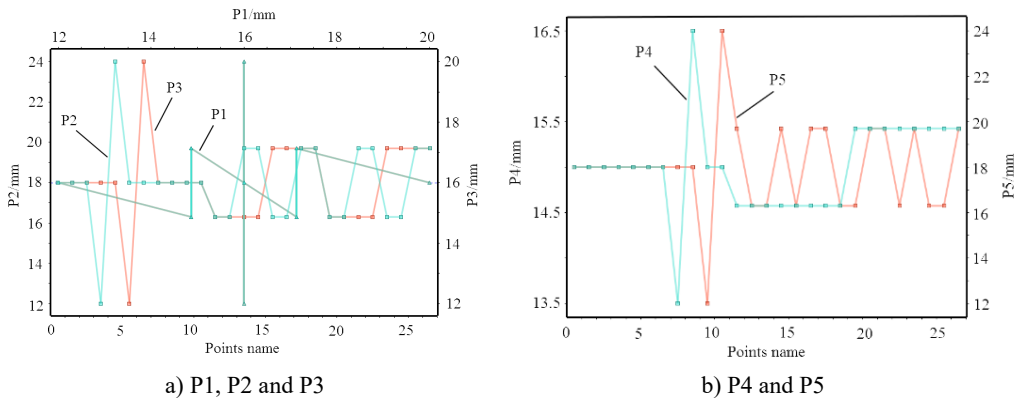 P1/mm
12 14 16 18 20
24 22 20 18 16 14 12
P2/mm
20 18 16 14 12
P3/mm
P2
P3
P1
0 5 10 15 20 25
Points name
a) P1, P2 and P3
16.5 15.5 14.5 13.5
P4/mm
24 22 20 18 16 14 12
P5/mm
P4
P5
0 5 10 15 20 25
Points name
b) P4 and P5